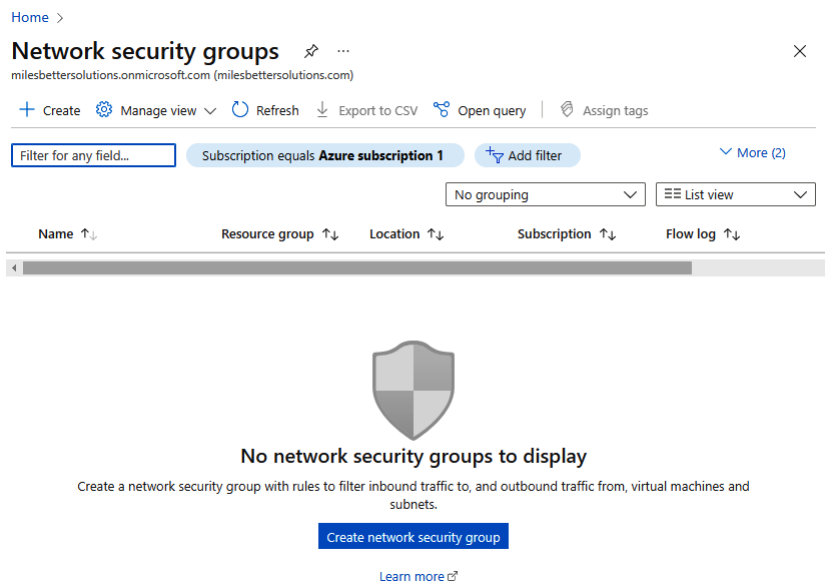 Home
Network security groups
milesbettersolutions.onmicrosoft.com (milesbettersolutions.com)
Create Manage view Refresh Export to CSV Open query Assign tags
Filter for any field... Subscription equals Azure subscription 1 Add filter More (2)
No grouping List view
Name Resource group Location Subscription Flow log
No network security groups to display
Create a network security group with rules to filter inbound traffic to, and outbound traffic from, virtual machines and
subnets.
Create network security group
Learn more